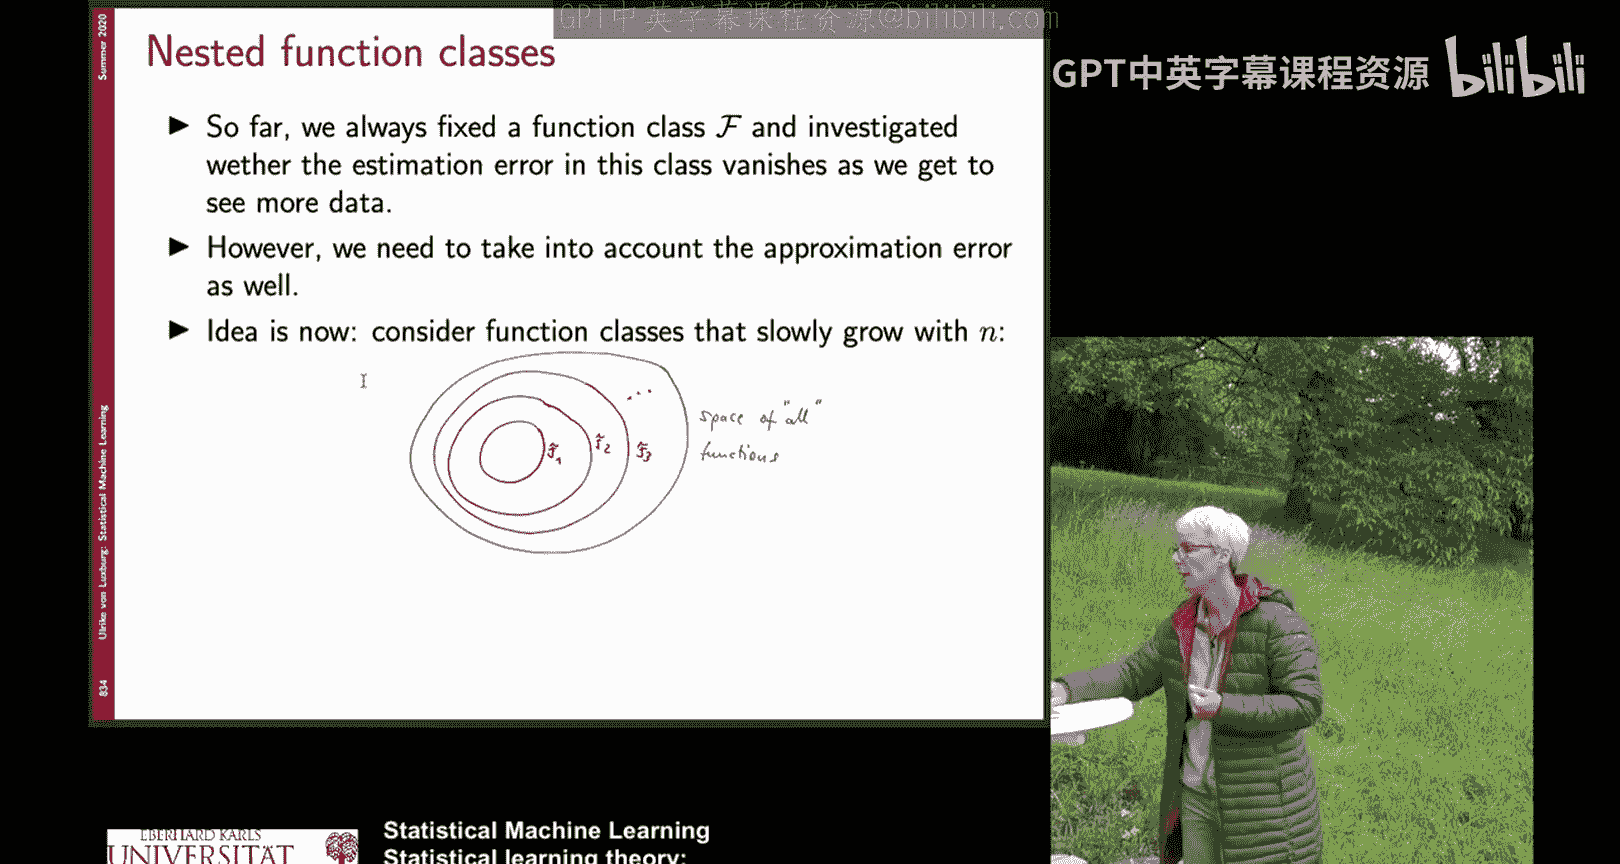 GPT中英字幕课程资源@bilibili.com
GPT中英字幕课程资源 bilibili
Summer 2020
Nested function classes
► So far, we always fixed a function class F and investigated
wether the estimation error in this class vanishes as we get to
see more data.
► However, we need to take into account the approximation error
as well.
► Idea is now: consider function classes that slowly grow with n:
F₁ F₂ F₃ ...
space of "all"
functions
Ulrike von Luxburg: Statistical Machine Learning
834
EBERHARD KARLS
UNIVERSITÄT
Statistical Machine Learning
Statistical learning theory: